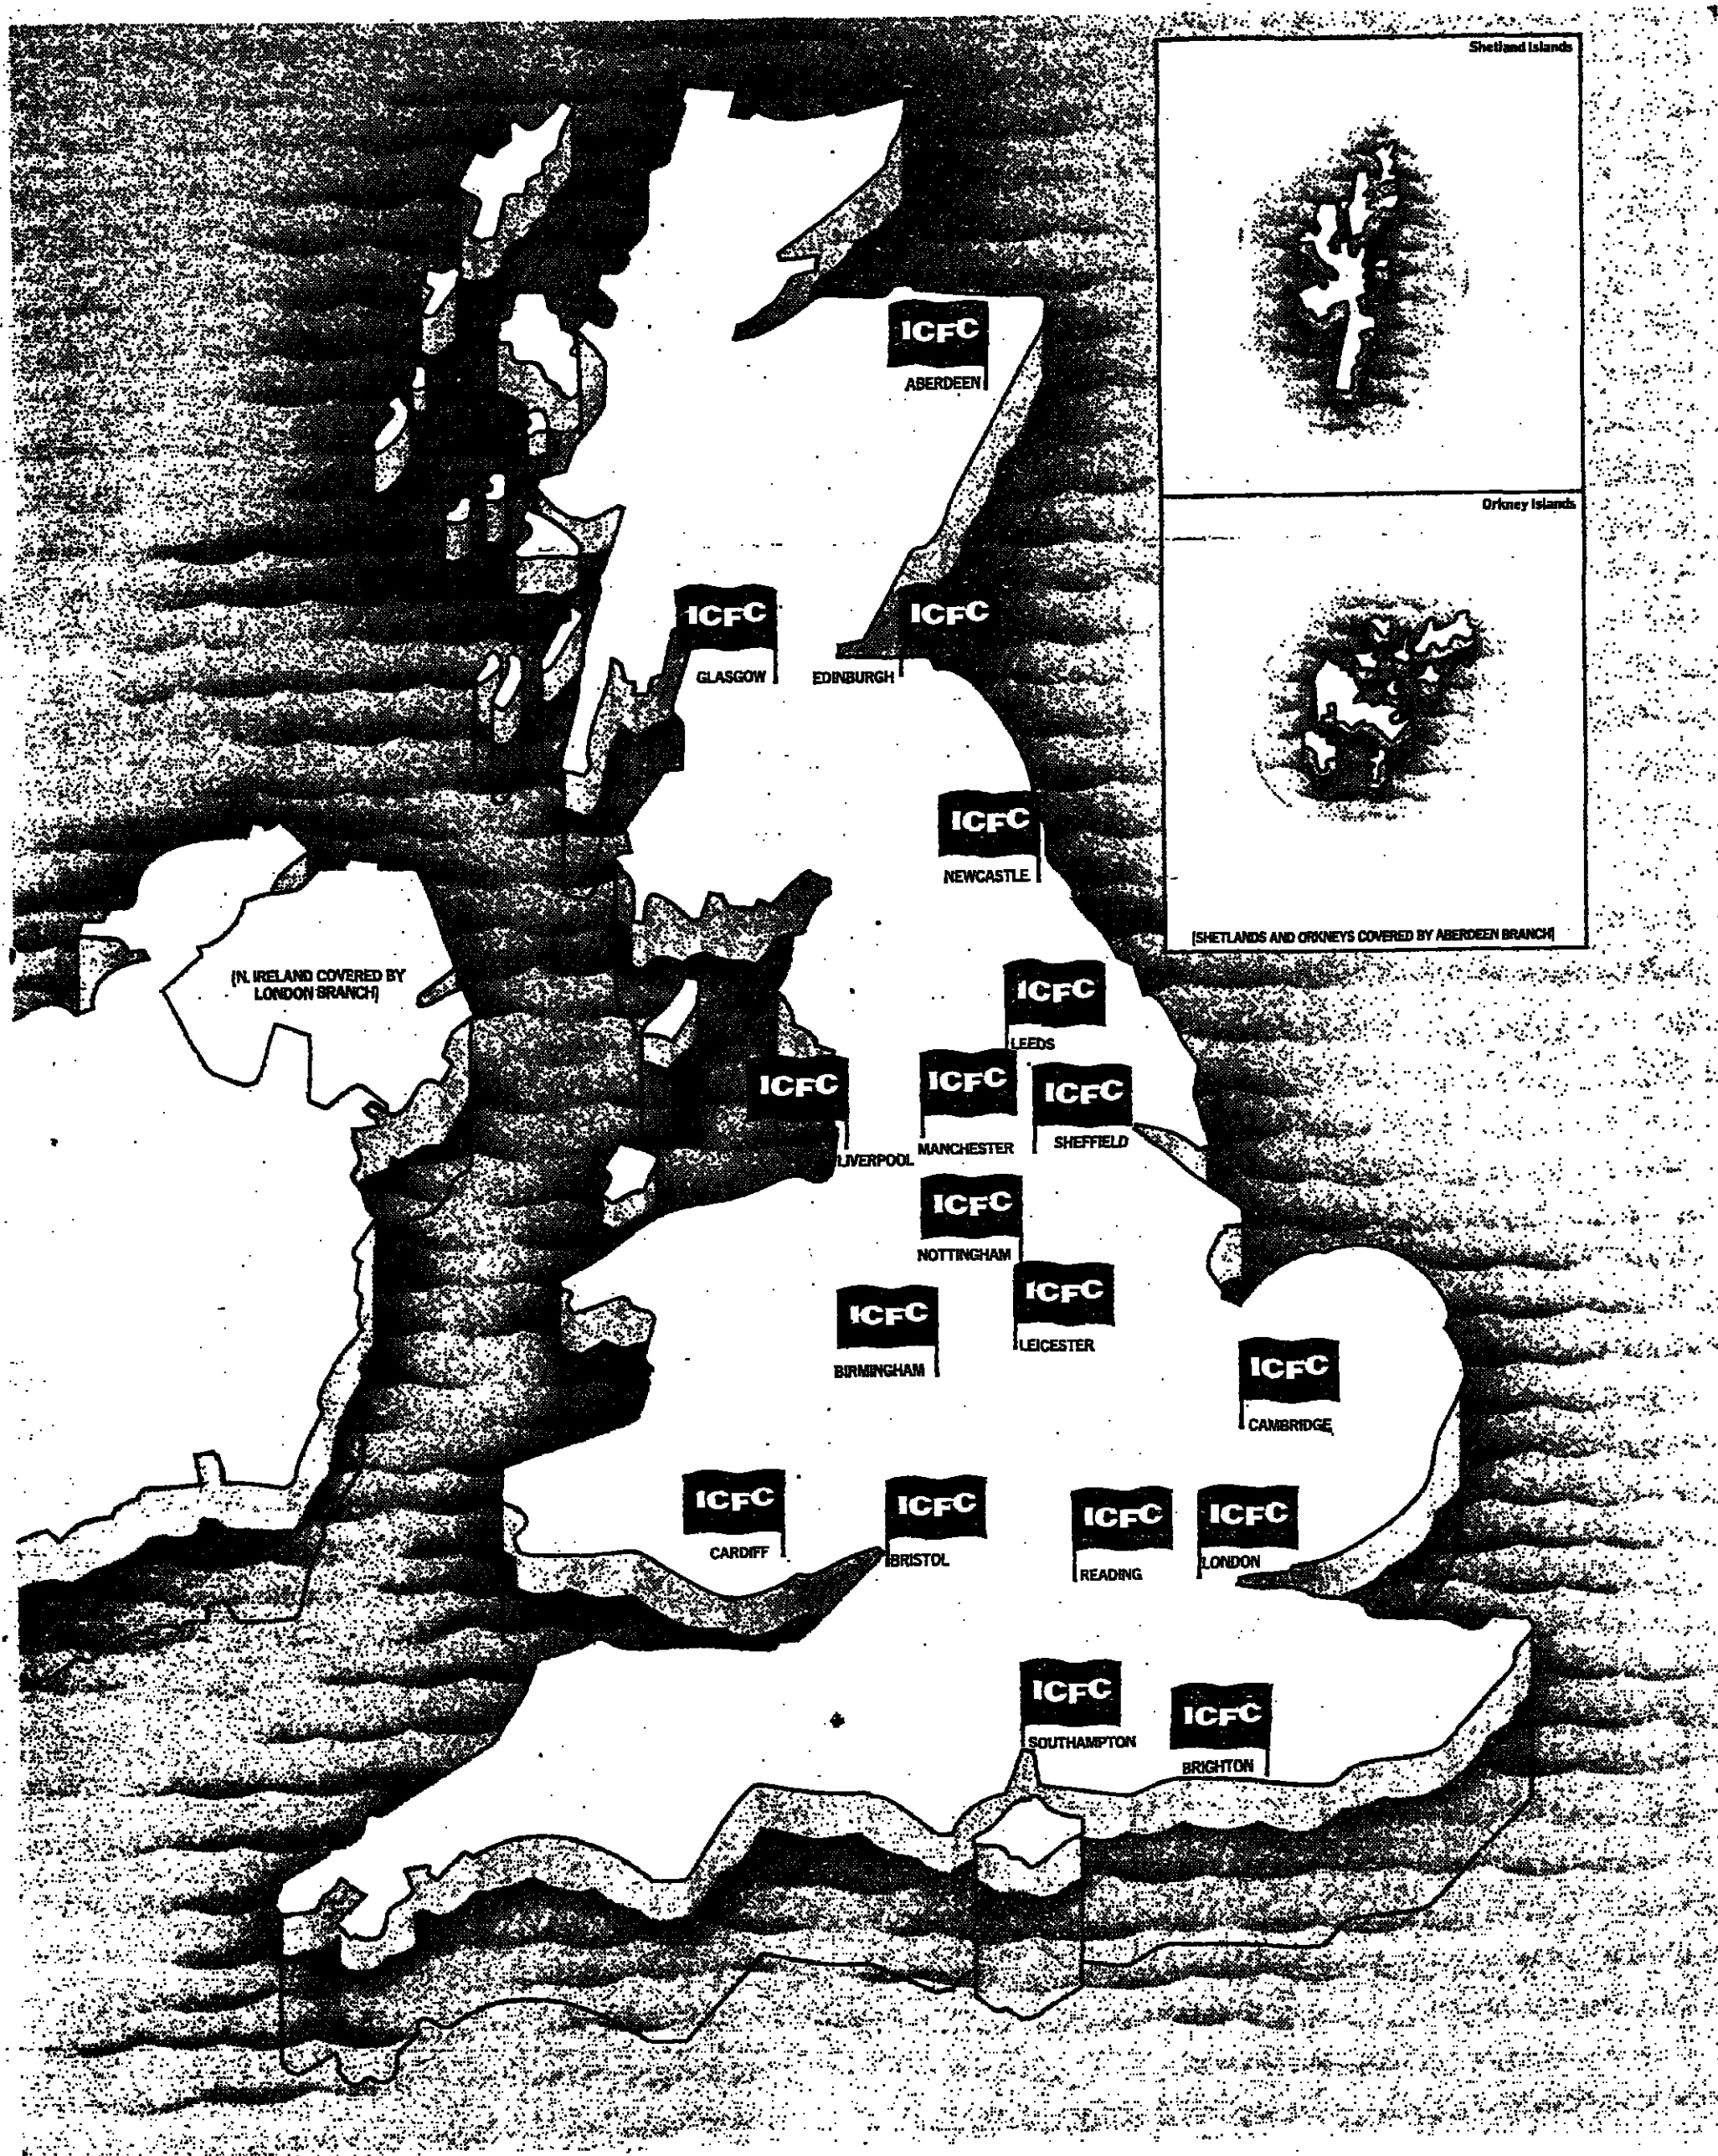 Shetland Islands
ICFC
ABERDEEN
Orkney Islands
ICFC
GLASGOW
ICFC
EDINBURGH
ICFC
NEWCASTLE
[SHETLANDS AND ORKNEYS COVERED BY ABERDEEN BRANCH]
[N. IRELAND COVERED BY
LONDON BRANCH]
ICFC
LEEDS
ICFC
LIVERPOOL
ICFC
MANCHESTER
ICFC
SHEFFIELD
ICFC
NOTTINGHAM
ICFC
LEICESTER
ICFC
BIRMINGHAM
ICFC
CAMBRIDGE
ICFC
CARDIFF
ICFC
BRISTOL
ICFC
READING
ICFC
LONDON
ICFC
SOUTHAMPTON
ICFC
BRIGHTON